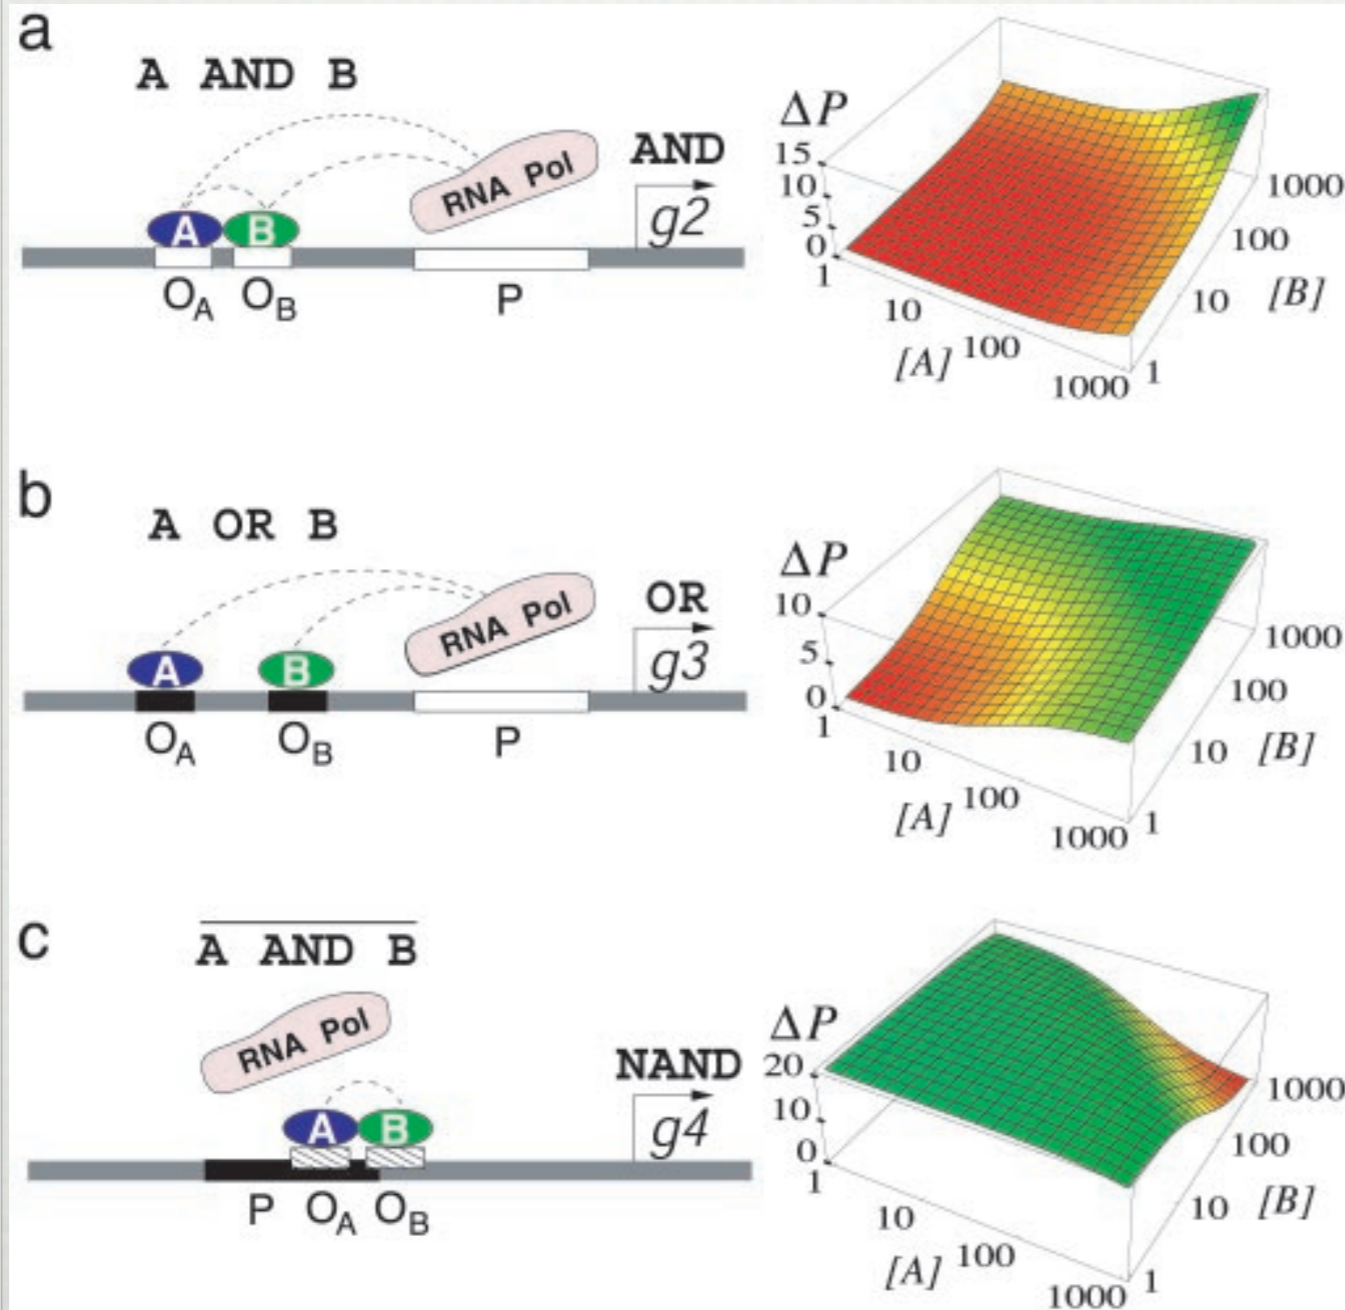 a
A AND B
RNA Pol
AND
g2
A B
O_A O_B P
ΔP
15
10
5
0
1
10
100
1000
[A]
1
10
100
1000
[B]
b
A OR B
RNA Pol
OR
g3
A B
O_A O_B P
ΔP
10
5
0
1
10
100
1000
[A]
1
10
100
1000
[B]
c
A AND B
RNA Pol
NAND
g4
A B
P O_A O_B
ΔP
20
10
0
1
10
100
1000
[A]
1
10
100
1000
[B]